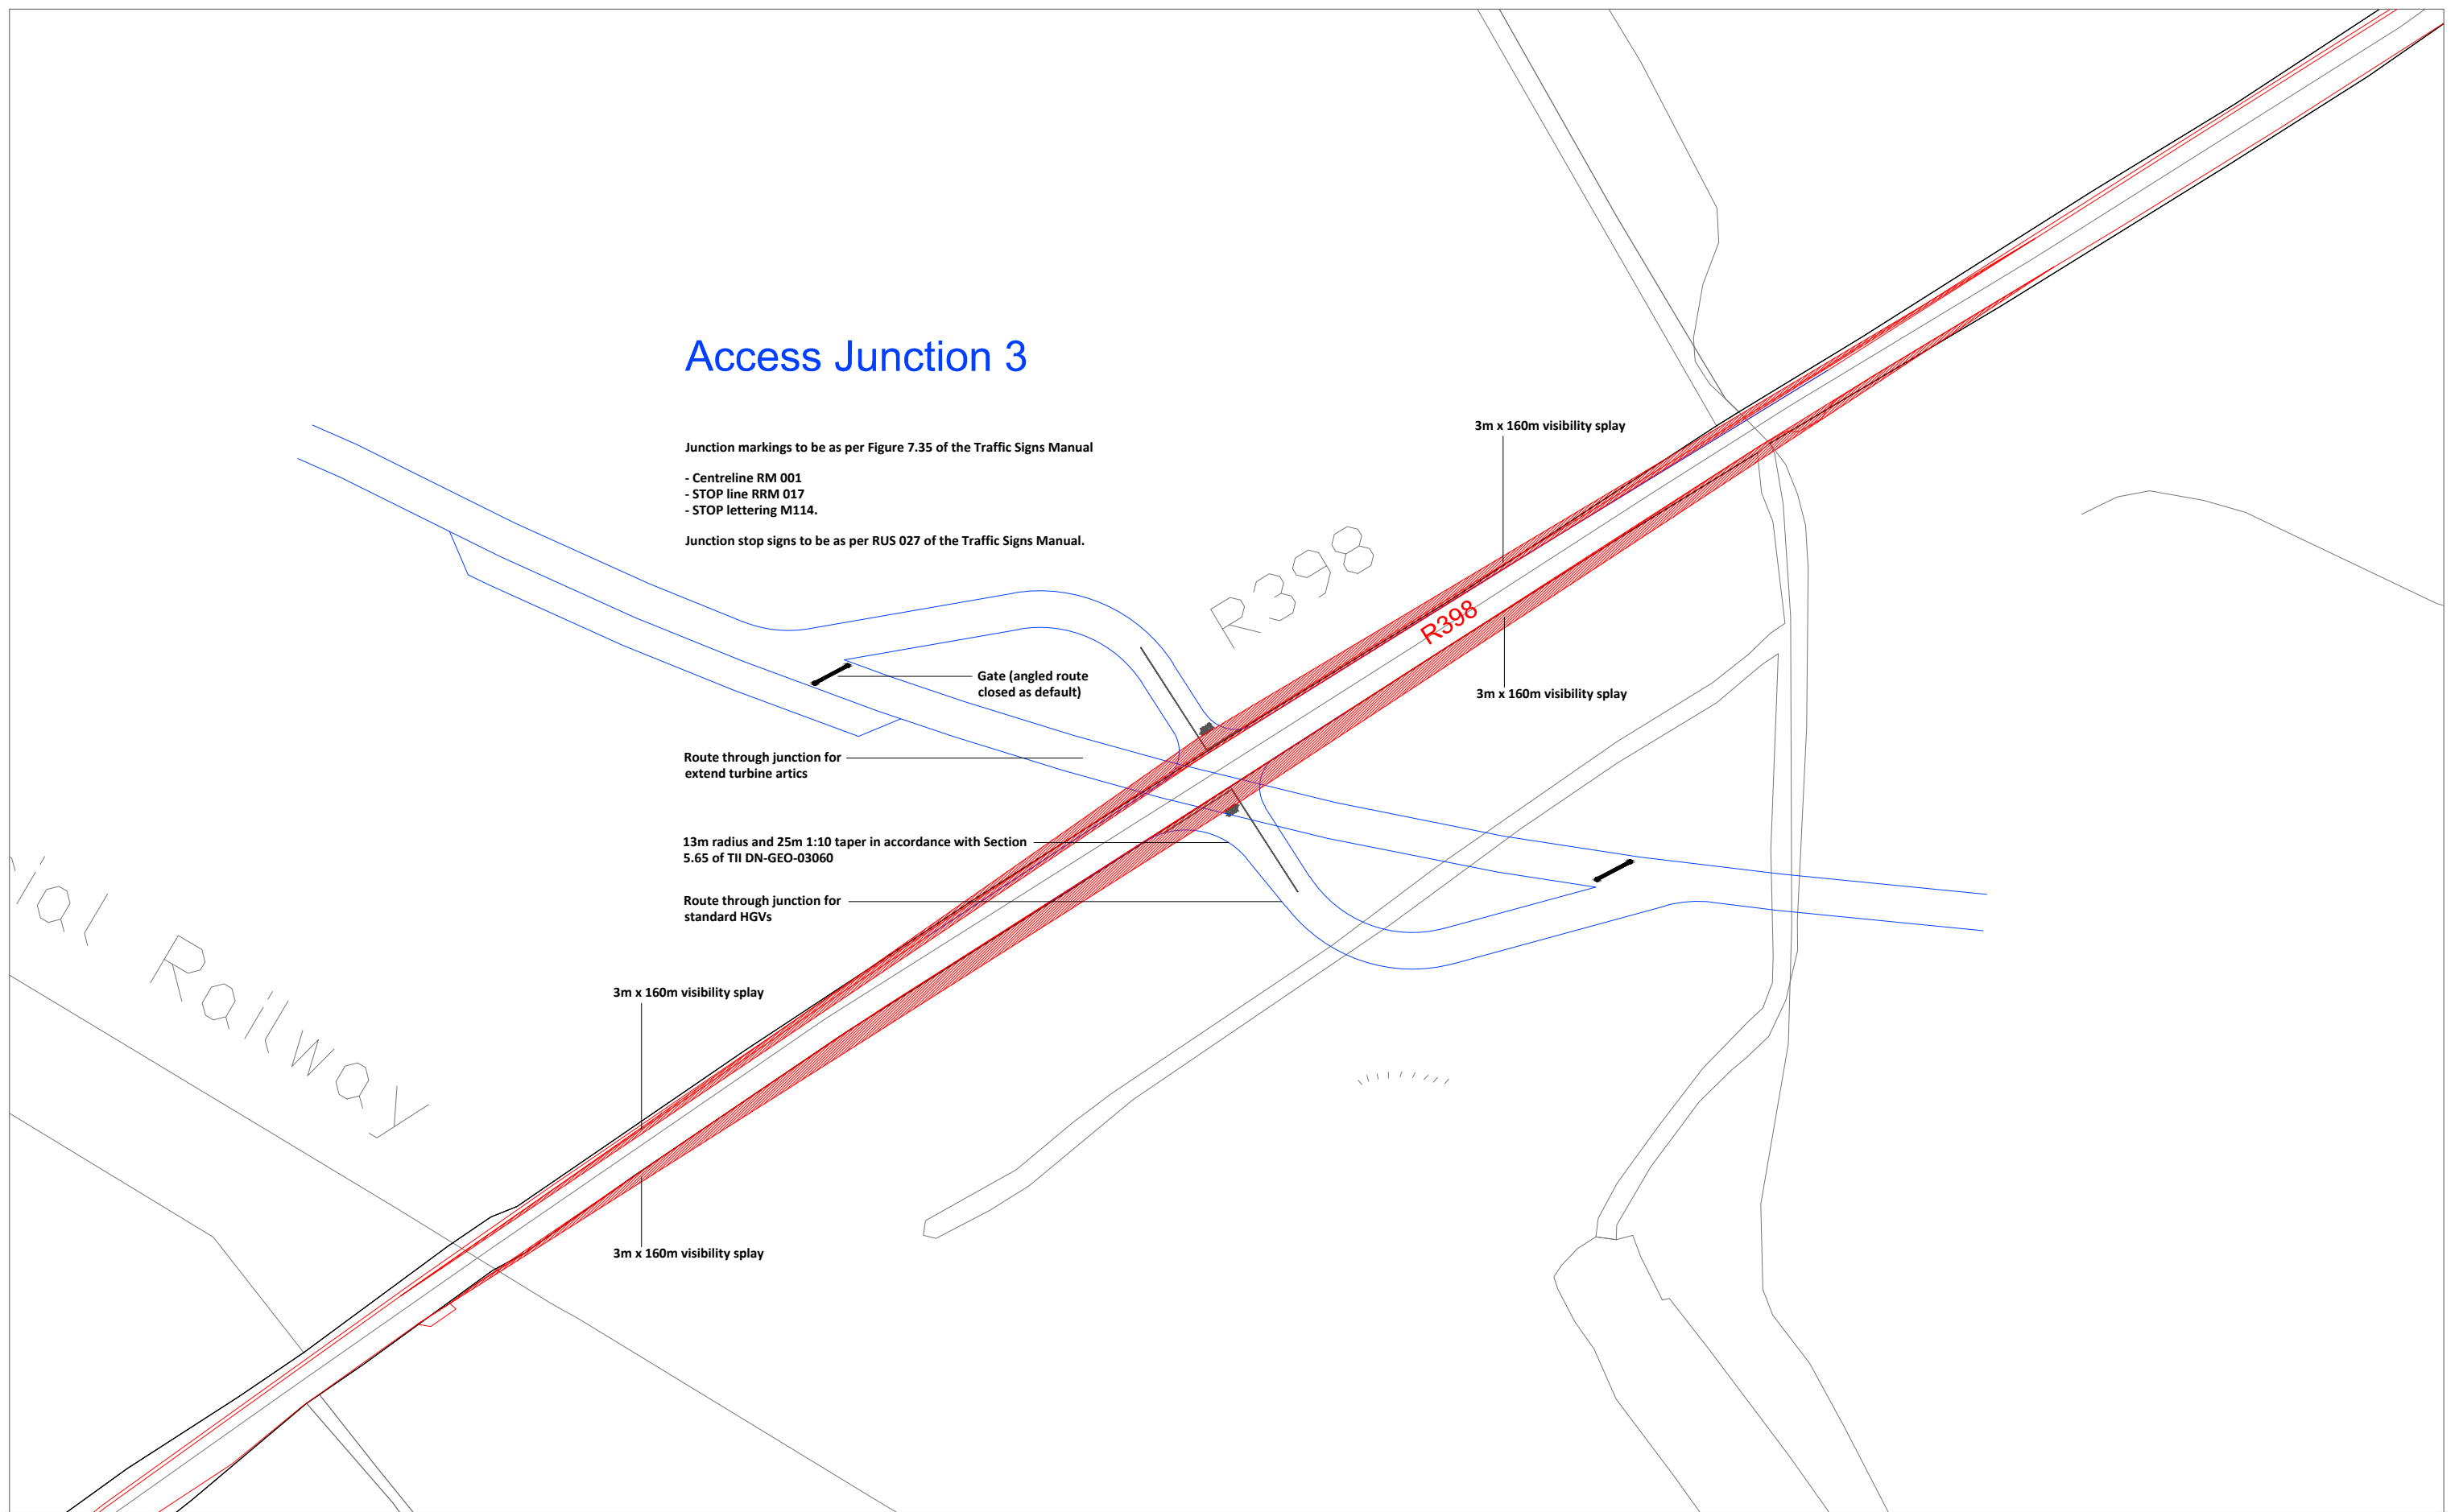 Access Junction 3
Junction markings to be as per Figure 7.35 of the Traffic Signs Manual
- Centreline RM 001
- STOP line RRM 017
- STOP lettering M114.
Junction stop signs to be as per RUS 027 of the Traffic Signs Manual.
3m x 160m visibility splay
R398
R398
3m x 160m visibility splay
Gate (angled route
closed as default)
Route through junction for
extend turbine artics
13m radius and 25m 1:10 taper in accordance with Section
5.65 of TII DN-GEO-03060
Route through junction for
standard HGVs
Railway
3m x 160m visibility splay
3m x 160m visibility splay